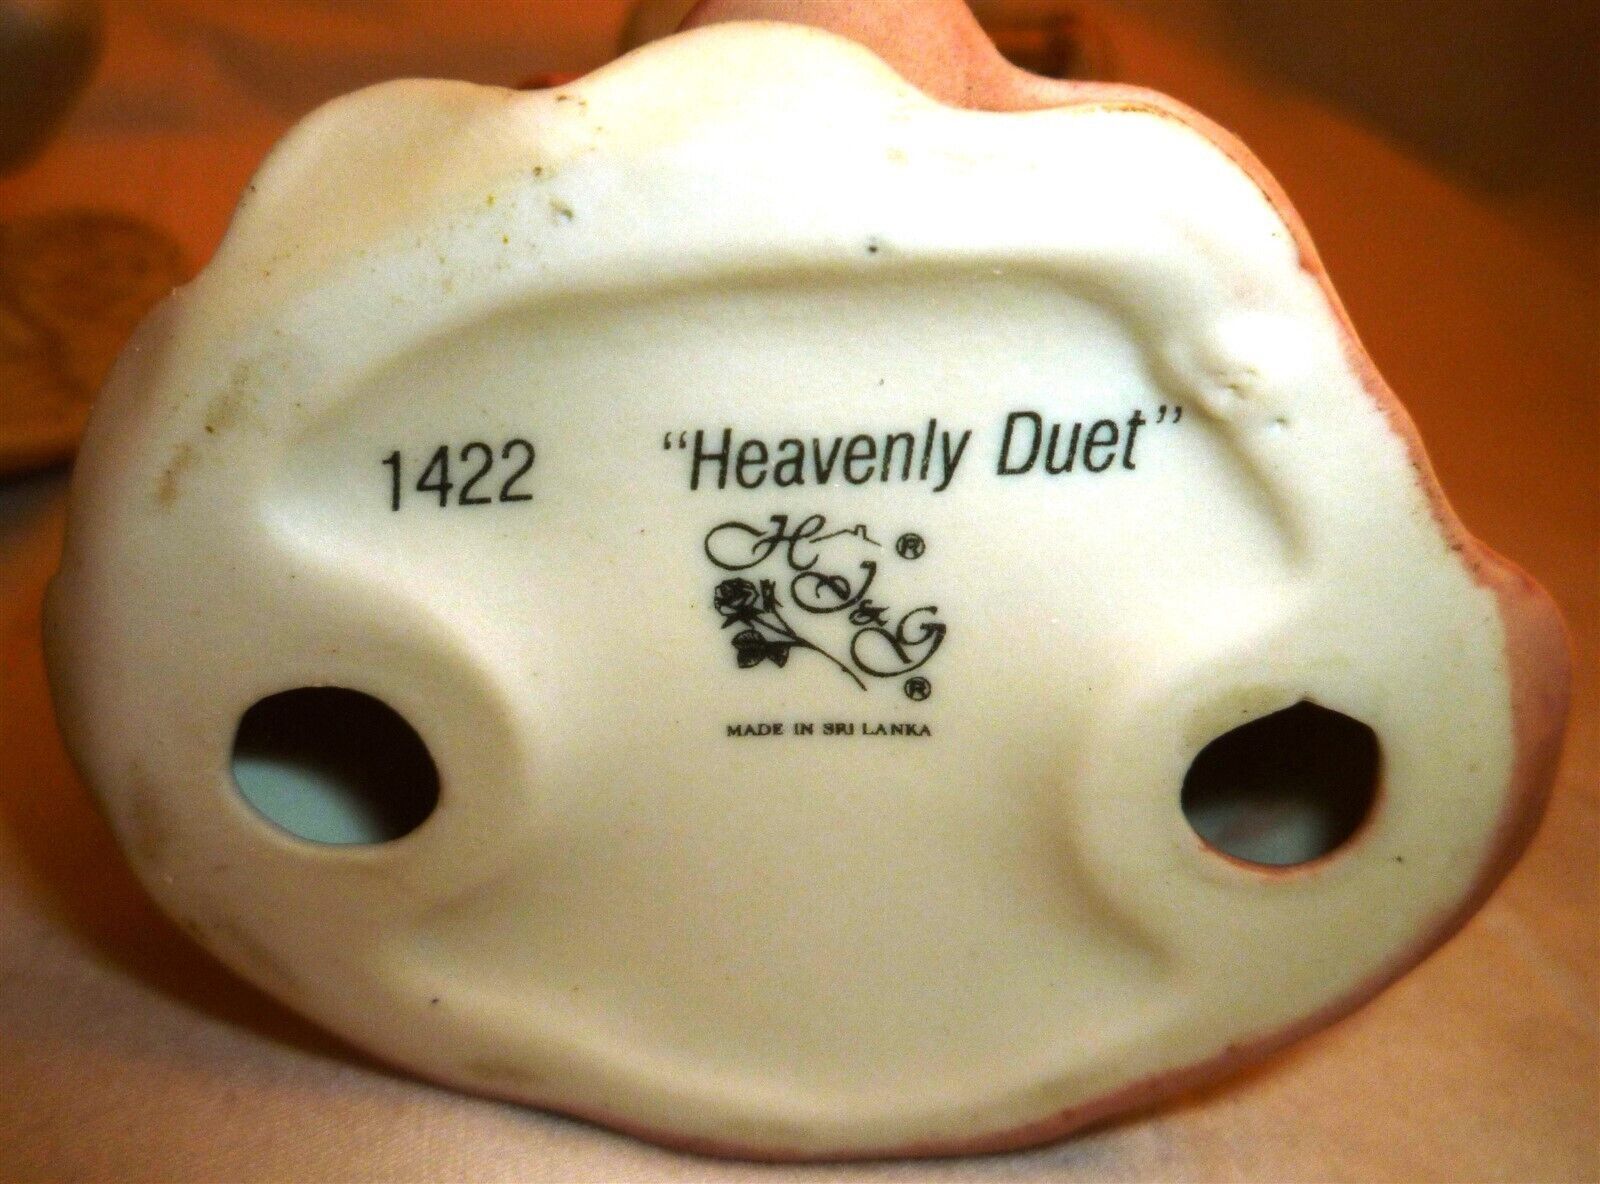 1422 “Heavenly Duet”
H ®
I
&
G
®
MADE IN SRI LANKA